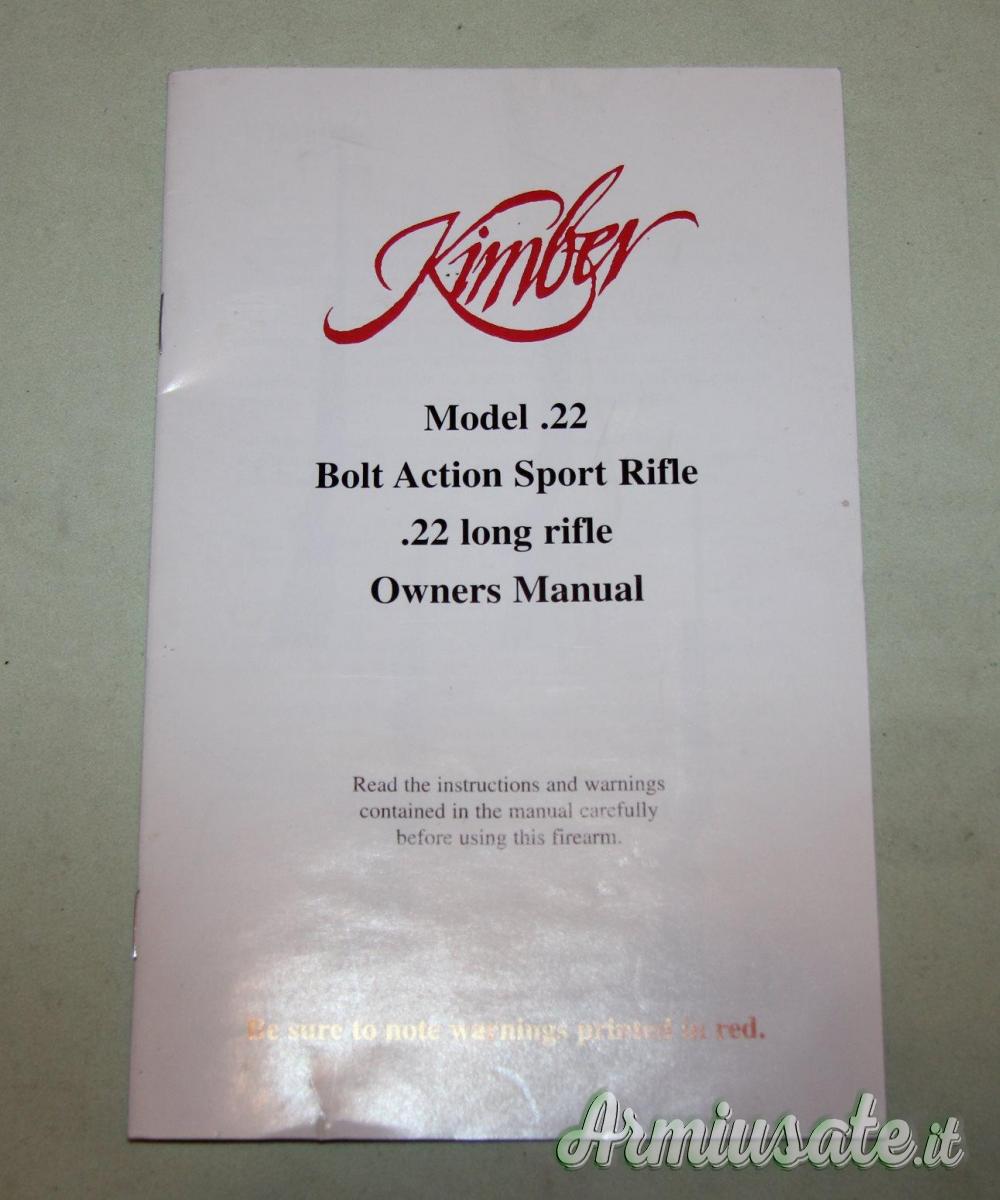 Kimber
Model .22
Bolt Action Sport Rifle
.22 long rifle
Owners Manual
Read the instructions and warnings
contained in the manual carefully
before using this firearm.
Be sure to note warnings printed in red.
Armiusate.it